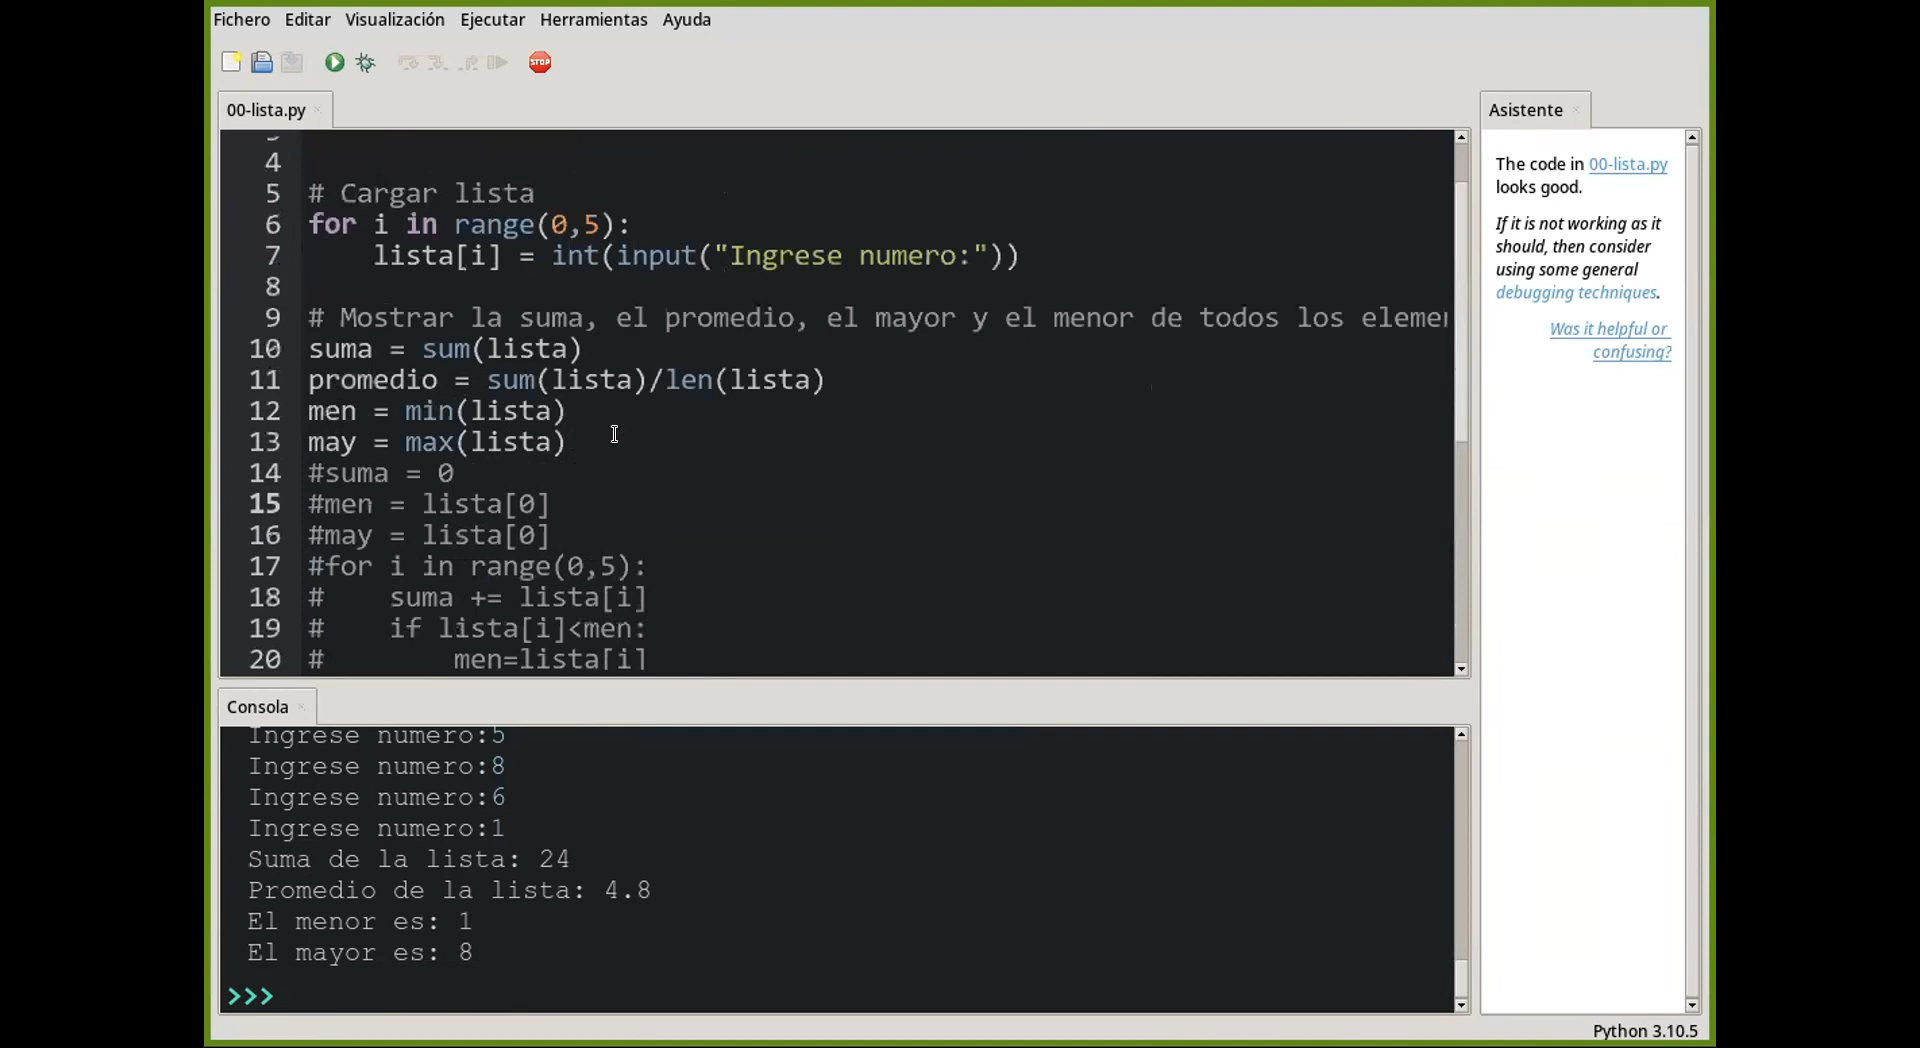 Fichero Editar Visualización Ejecutar Herramientas Ayuda
STOP
00-lista.py
4
5 # Cargar lista
6 for i in range(0,5):
7 lista[i] = int(input("Ingrese numero:"))
8
9 # Mostrar la suma, el promedio, el mayor y el menor de todos los
10 suma = sum(lista)
11 promedio = sum(lista)/len(lista)
12 men = min(lista)
13 may = max(lista)
14 #suma = 0
15 #men = lista[0]
16 #may = lista[0]
17 #for i in range(0,5):
18 # suma += lista[i]
19 # if lista[i]<men:
20 # men=lista[i]
Consola
Ingrese numero:5
Ingrese numero:8
Ingrese numero:6
Ingrese numero:1
Suma de la lista: 24
Promedio de la lista: 4.8
El menor es: 1
El mayor es: 8
>>>
Asistente
The code in 00-lista.py
looks good.
If it is not working as it
should, then consider
using some general
debugging techniques.
Was it helpful or
confusing?
Python 3.10.5